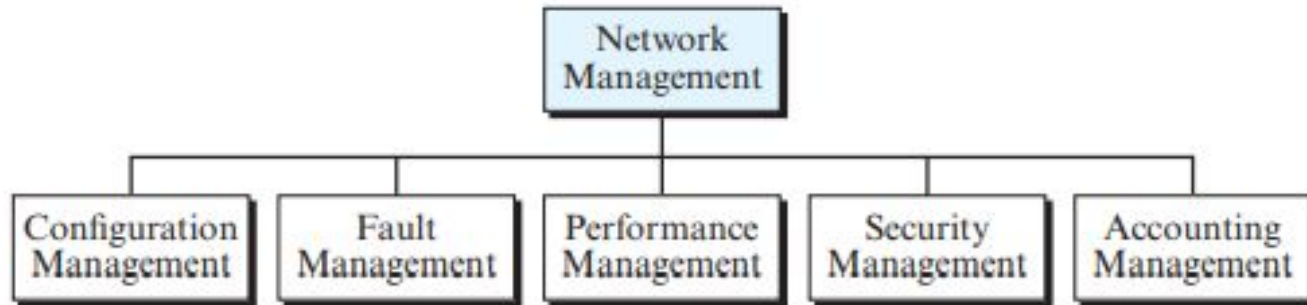 Network
Management
Configuration
Management
Fault
Management
Performance
Management
Security
Management
Accounting
Management